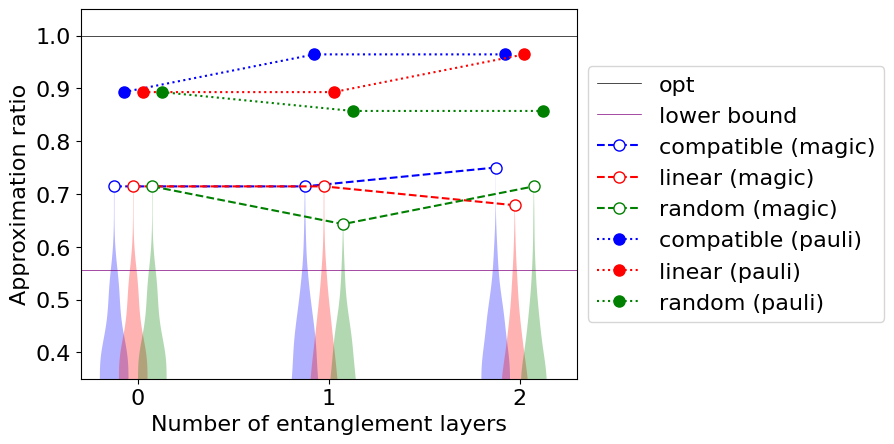 Approximation ratio
1.0
0.9
0.8
0.7
0.6
0.5
0.4
0
1
2
Number of entanglement layers
opt
lower bound
compatible (magic)
linear (magic)
random (magic)
compatible (pauli)
linear (pauli)
random (pauli)